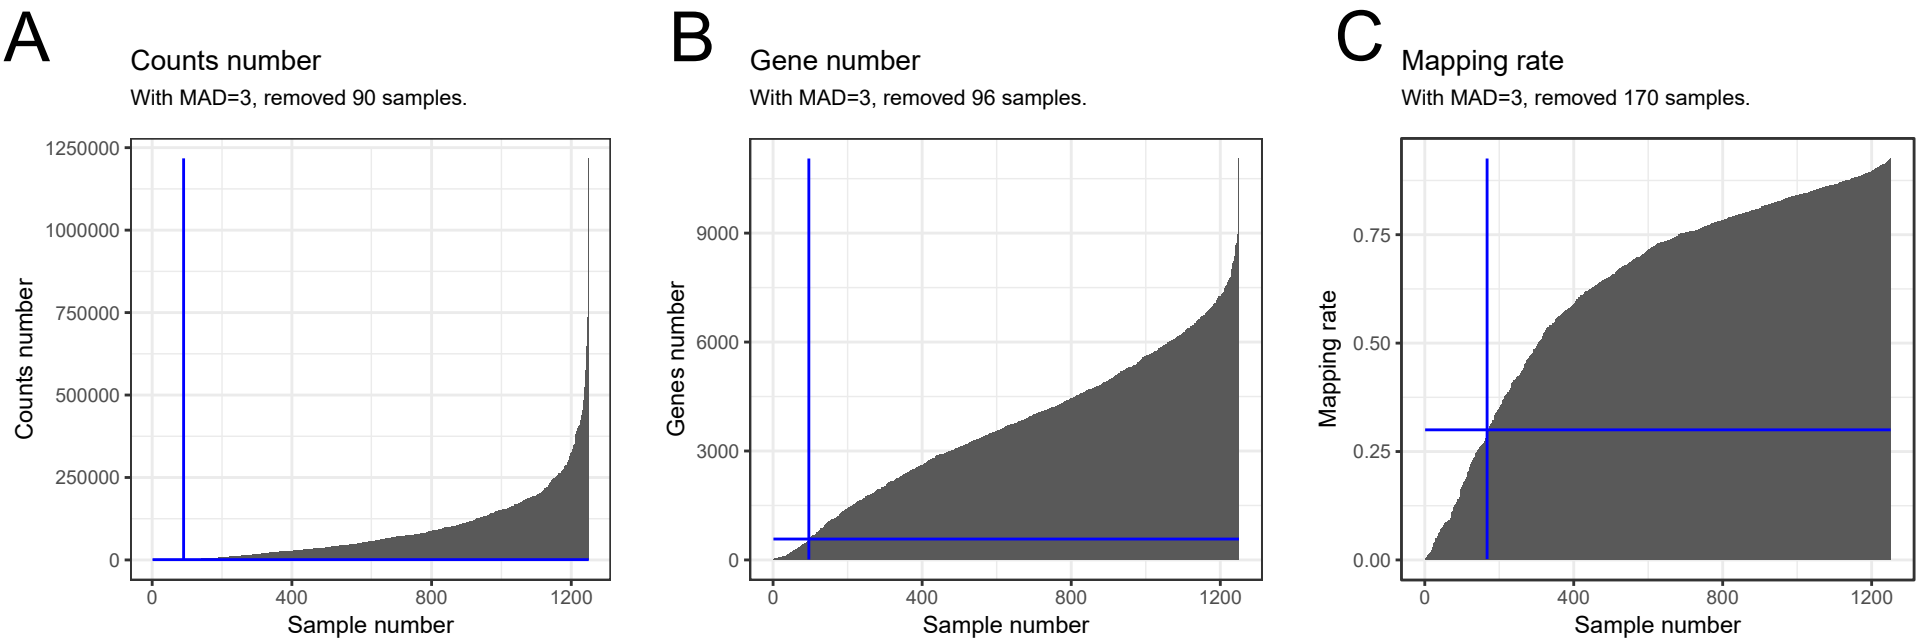 A
Counts number
With MAD=3, removed 90 samples.
1250000
1000000
750000
500000
250000
0
Counts number
0 400 800 1200
Sample number
B
Gene number
With MAD=3, removed 96 samples.
9000
6000
3000
0
Genes number
0 400 800 1200
Sample number
C
Mapping rate
With MAD=3, removed 170 samples.
0.75
0.50
0.25
0.00
Mapping rate
0 400 800 1200
Sample number